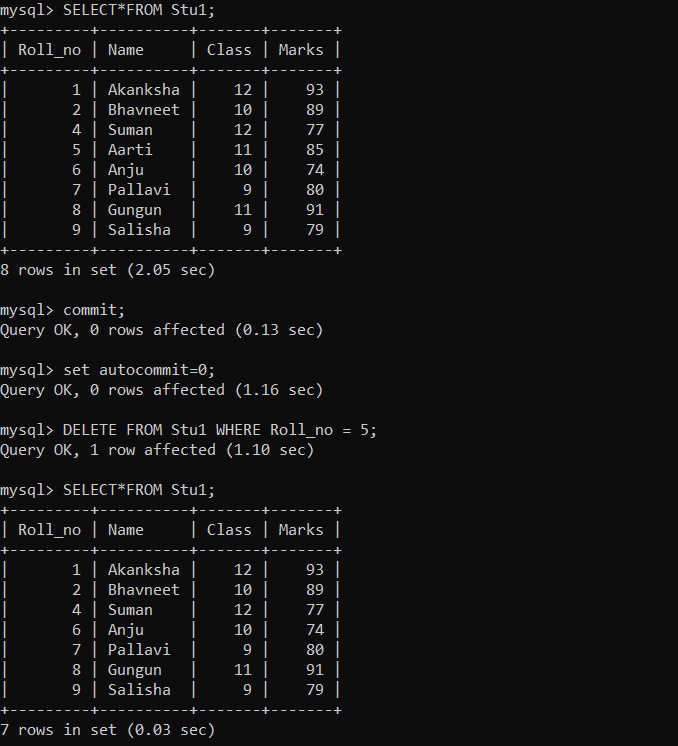 mysql> SELECT*FROM Stu1;
+---------+----------+-------+-------+
| Roll_no | Name     | Class | Marks |
+---------+----------+-------+-------+
|       1 | Akanksha |    12 |    93 |
|       2 | Bhavneet |    10 |    89 |
|       4 | Suman    |    12 |    77 |
|       5 | Aarti    |    11 |    85 |
|       6 | Anju     |    10 |    74 |
|       7 | Pallavi  |     9 |    80 |
|       8 | Gungun   |    11 |    91 |
|       9 | Salisha  |     9 |    79 |
+---------+----------+-------+-------+
8 rows in set (2.05 sec)

mysql> commit;
Query OK, 0 rows affected (0.13 sec)

mysql> set autocommit=0;
Query OK, 0 rows affected (1.16 sec)

mysql> DELETE FROM Stu1 WHERE Roll_no = 5;
Query OK, 1 row affected (1.10 sec)

mysql> SELECT*FROM Stu1;
+---------+----------+-------+-------+
| Roll_no | Name     | Class | Marks |
+---------+----------+-------+-------+
|       1 | Akanksha |    12 |    93 |
|       2 | Bhavneet |    10 |    89 |
|       4 | Suman    |    12 |    77 |
|       6 | Anju     |    10 |    74 |
|       7 | Pallavi  |     9 |    80 |
|       8 | Gungun   |    11 |    91 |
|       9 | Salisha  |     9 |    79 |
+---------+----------+-------+-------+
7 rows in set (0.03 sec)